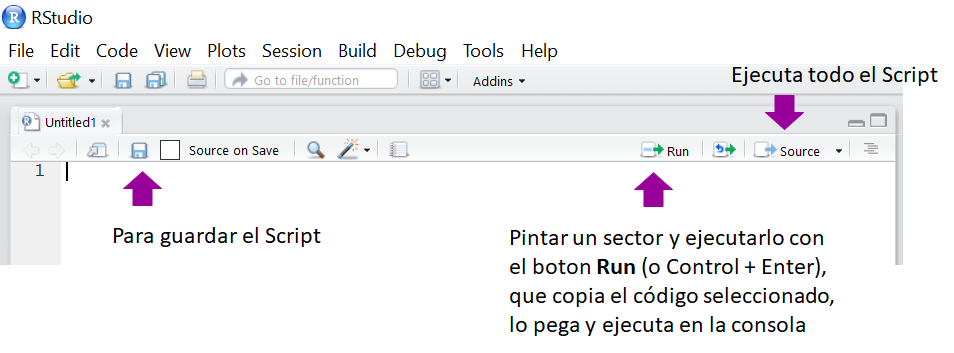 RStudio
File Edit Code View Plots Session Build Debug Tools Help
Go to file/function Addins
Ejecuta todo el Script
Untitled1
Source on Save Run Source
1
Para guardar el Script
Pintar un sector y ejecutarlo con
el boton Run (o Control + Enter),
que copia el código seleccionado,
lo pega y ejecuta en la consola